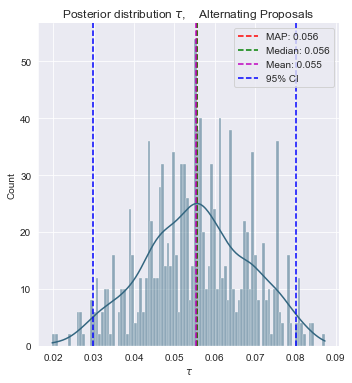 Posterior distribution τ,    Alternating Proposals
MAP: 0.056
Median: 0.056
Mean: 0.055
95% CI
Count
50
40
30
20
10
0
0.02 0.03 0.04 0.05 0.06 0.07 0.08 0.09
τ